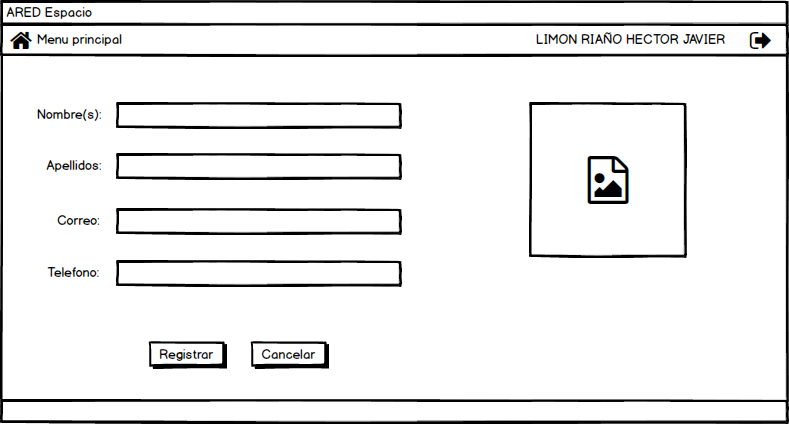 ARED Espacio
Menu principal
LIMON RIAÑO HECTOR JAVIER
Nombre(s):
Apellidos:
Correo:
Telefono:
Registrar
Cancelar